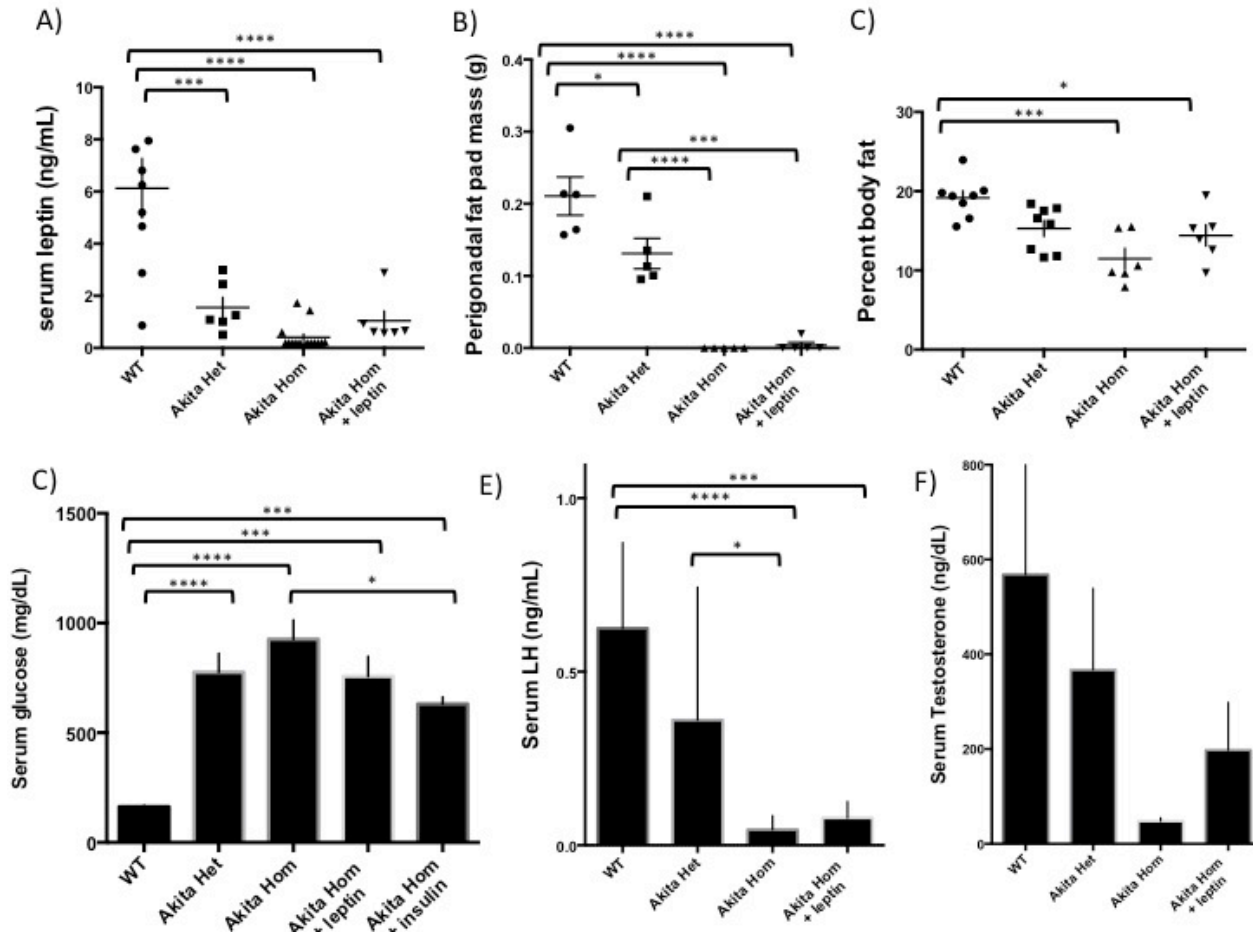 A)
****
****
***
serum leptin (ng/mL)
10
8
6
4
2
0
WT
Akita Het
Akita Hom
Akita Hom
+ leptin
B)
****
****
*
***
****
Perigonadal fat pad mass (g)
0.4
0.3
0.2
0.1
0.0
WT
Akita Het
Akita Hom
Akita Hom
+ leptin
C)
*
***
Percent body fat
30
20
10
0
WT
Akita Het
Akita Hom
Akita Hom
+ leptin
C)
***
***
****
****
*
Serum glucose (mg/dL)
1500
1000
500
0
WT
Akita Het
Akita Hom
Akita Hom
+ leptin
Akita Hom
+ insulin
E)
***
****
*
Serum LH (ng/mL)
1.0
0.5
0.0
WT
Akita Het
Akita Hom
Akita Hom
+ leptin
F)
Serum Testosterone (ng/dL)
800
600
400
200
0
WT
Akita Het
Akita Hom
Akita Hom
+ leptin